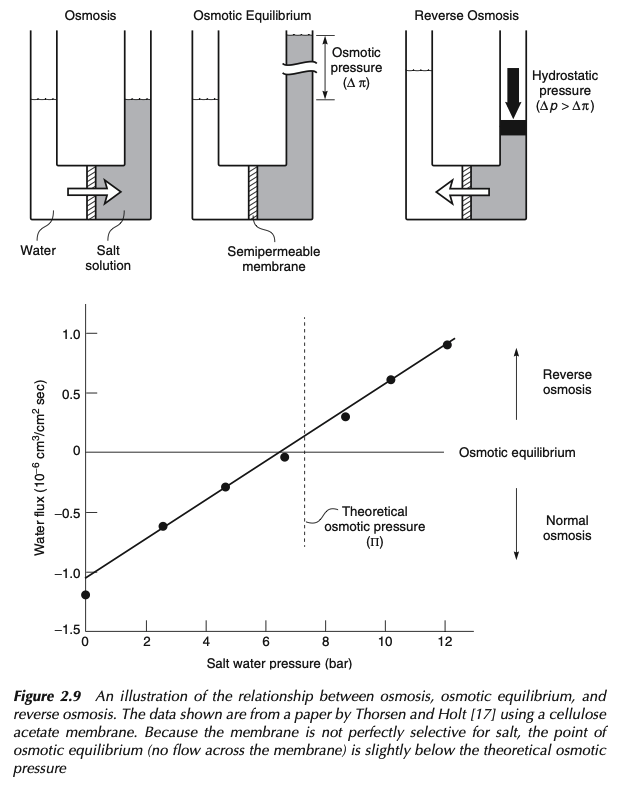 Osmosis
Osmotic Equilibrium
Reverse Osmosis
Osmotic
pressure
(Δ π)
Hydrostatic
pressure
(Δp > Δπ)
Water
Salt
solution
Semipermeable
membrane
1.0
0.5
0
−0.5
−1.0
−1.5
Water flux (10⁻⁶ cm³/cm² sec)
Reverse
osmosis
Osmotic equilibrium
Theoretical
osmotic pressure
(Π)
Normal
osmosis
0 2 4 6 8 10 12
Salt water pressure (bar)
Figure 2.9 An illustration of the relationship between osmosis, osmotic equilibrium, and
reverse osmosis. The data shown are from a paper by Thorsen and Holt [17] using a cellulose
acetate membrane. Because the membrane is not perfectly selective for salt, the point of
osmotic equilibrium (no flow across the membrane) is slightly below the theoretical osmotic
pressure